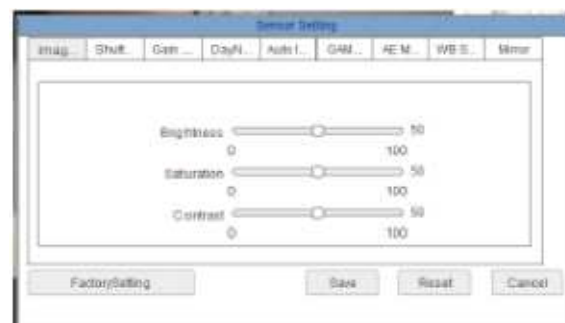 Sensor Setting
Imag... Shutt... Gain ... DayN... Auto I... GAM... AE M... WB S... Mirror
Brightness 50
0 100
Saturation 50
0 100
Contrast 50
0 100
FactorySetting Save Reset Cancel